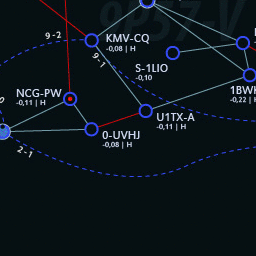 9P57-V
9-2
KMV-CQ
-0,08 | H
9-1
S-1LIO
-0,10
NCG-PW
-0,11 | H
U1TX-A
-0,11 | H
0-UVHJ
-0,08 | H
2-1
-0,22 | H